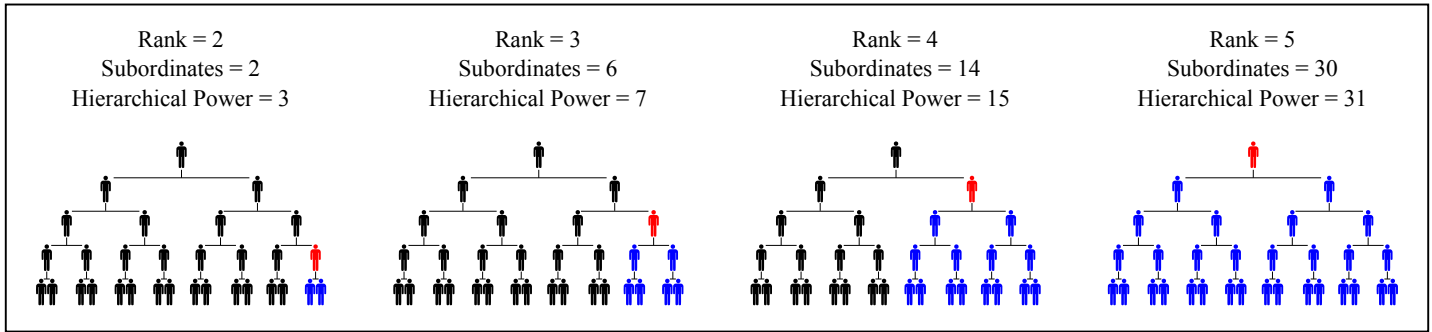 Rank = 2
Subordinates = 2
Hierarchical Power = 3
Rank = 3
Subordinates = 6
Hierarchical Power = 7
Rank = 4
Subordinates = 14
Hierarchical Power = 15
Rank = 5
Subordinates = 30
Hierarchical Power = 31